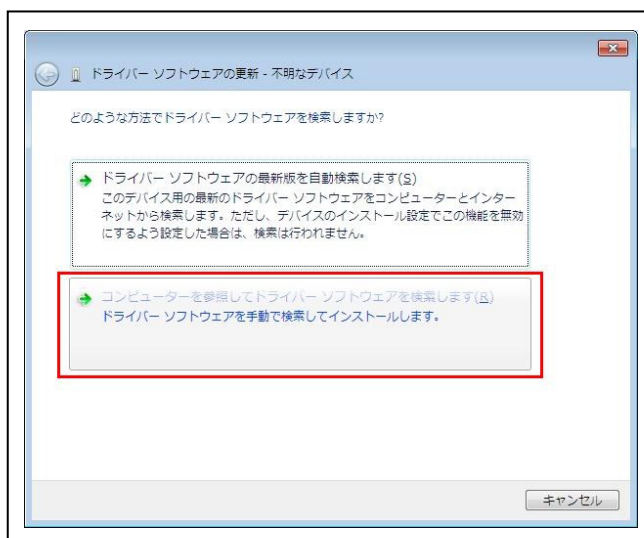 ドライバー ソフトウェアの更新 - 不明なデバイス
どのような方法でドライバー ソフトウェアを検索しますか?
ドライバー ソフトウェアの最新版を自動検索します(S)
このデバイス用の最新のドライバー ソフトウェアをコンピューターとインター
ネットから検索します。ただし、デバイスのインストール設定でこの機能を無効
にするよう設定した場合は、検索は行われません。
コンピューターを参照してドライバー ソフトウェアを検索します(R)
ドライバー ソフトウェアを手動で検索してインストールします。
キャンセル